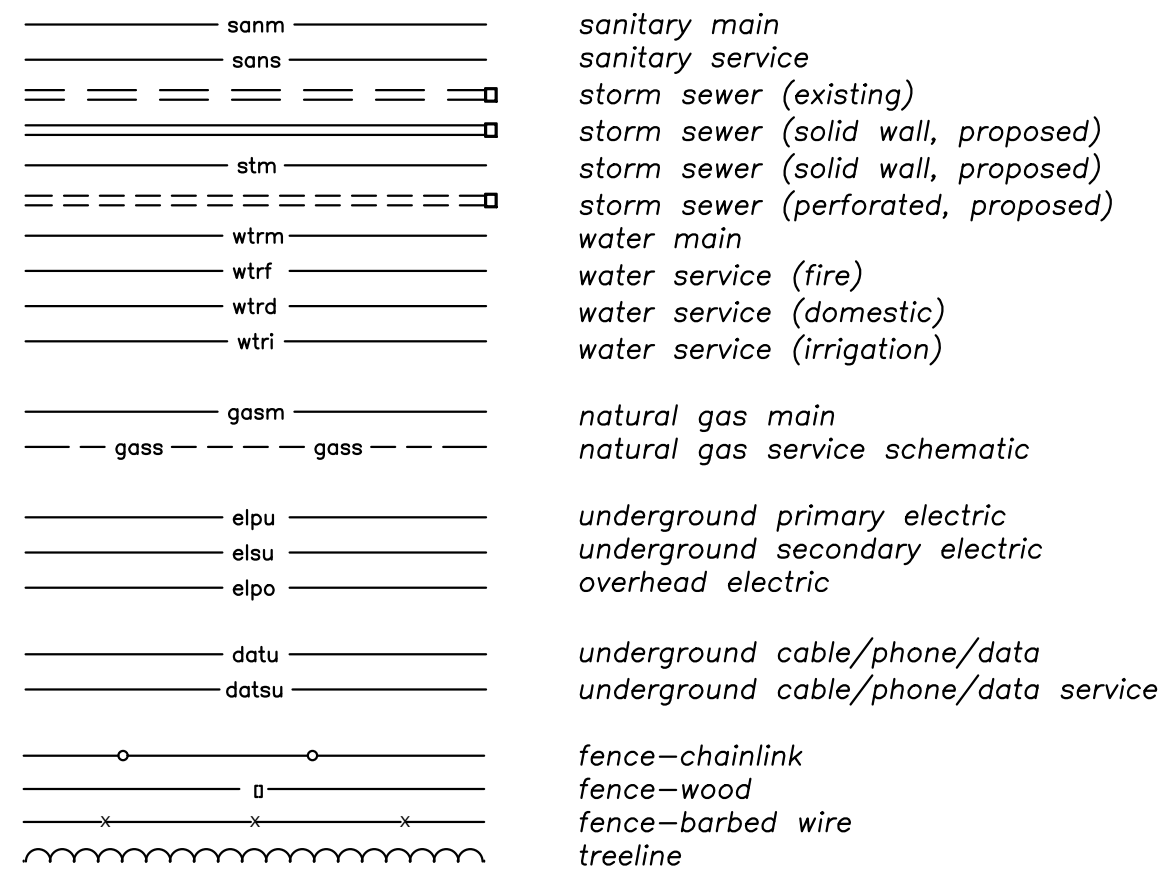 sanm sanitary main
sans sanitary service
storm sewer (existing)
storm sewer (solid wall, proposed)
stm storm sewer (solid wall, proposed)
storm sewer (perforated, proposed)
wtrm water main
wtrf water service (fire)
wtrd water service (domestic)
wtri water service (irrigation)
gasm natural gas main
gass gass natural gas service schematic
elpu underground primary electric
elsu underground secondary electric
elpo overhead electric
datu underground cable/phone/data
datsu underground cable/phone/data service
fence-chainlink
fence-wood
x x x fence-barbed wire
treeline